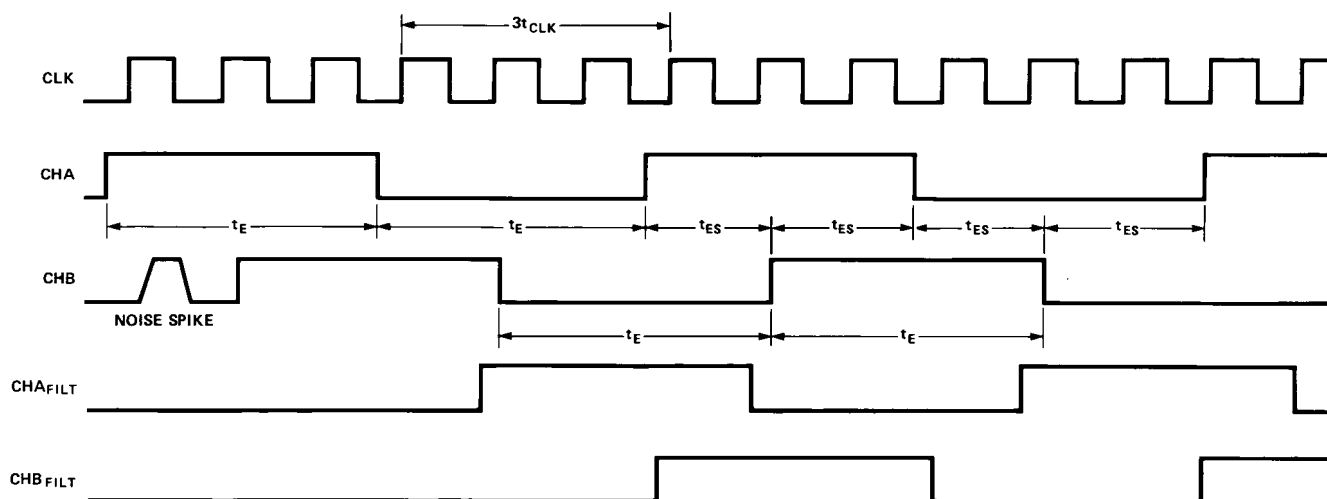 3tCLK
CLK
CHA
tE tE tES tES tES tES
CHB
NOISE SPIKE
tE tE
CHAFILT
CHBFILT